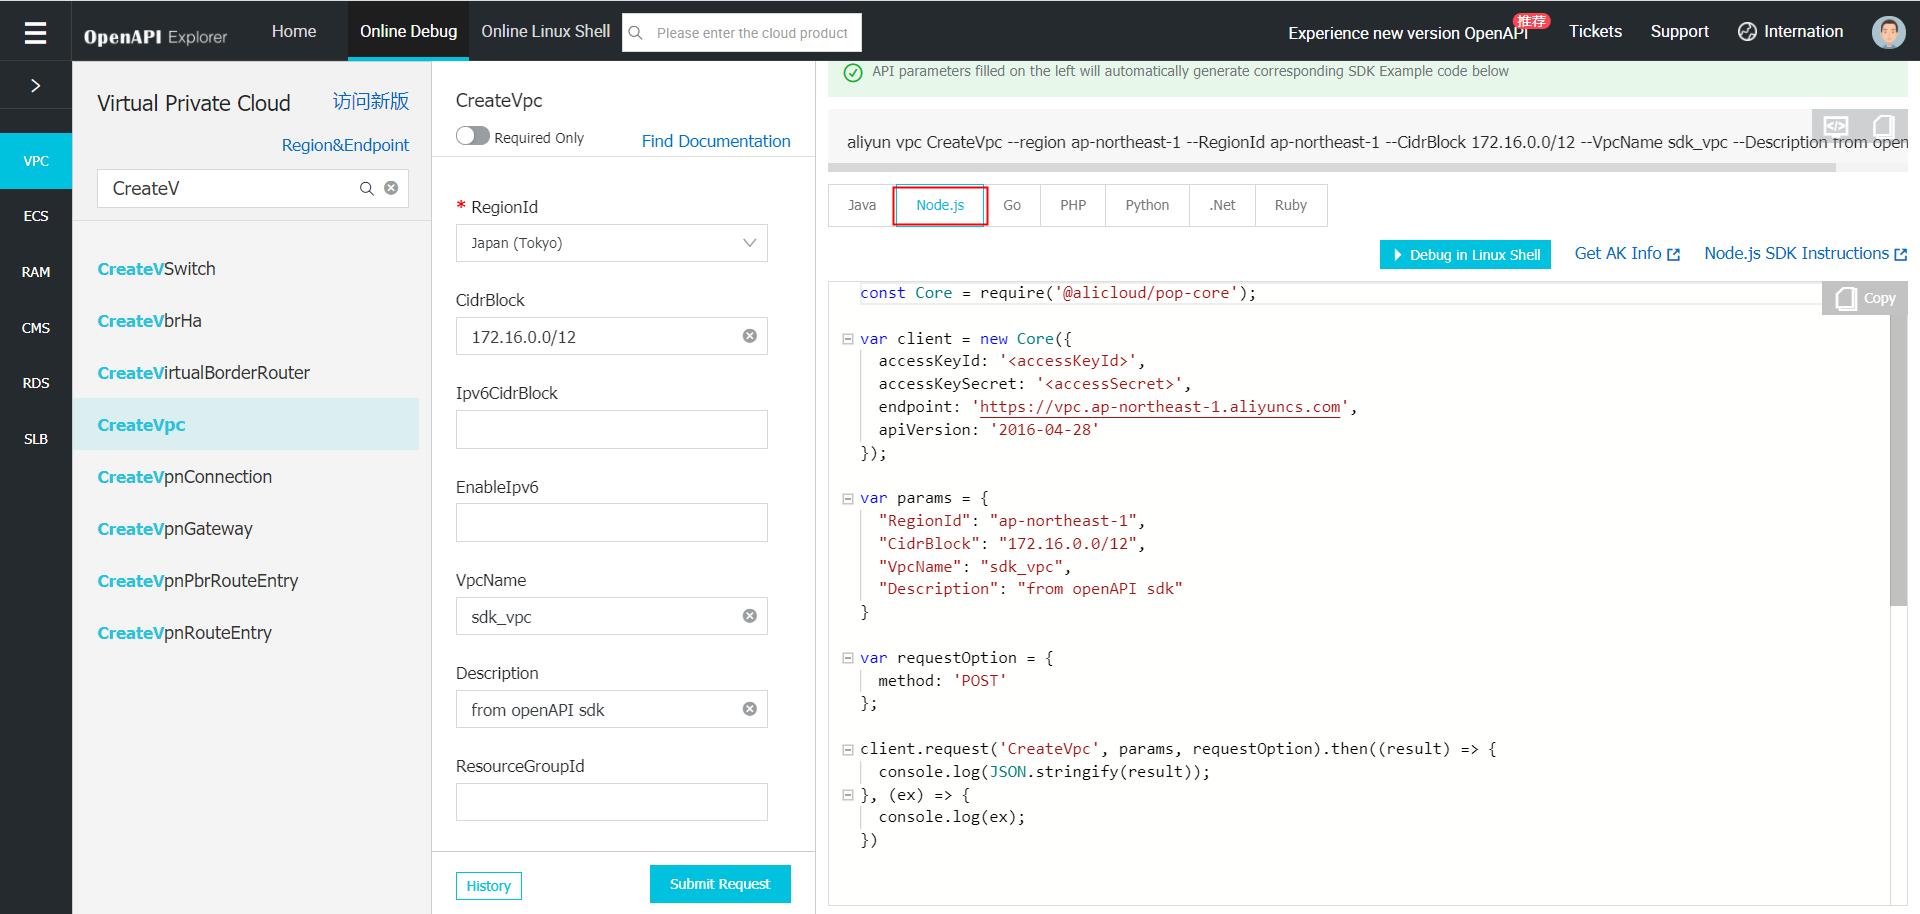 OpenAPI Explorer
Home
Online Debug
Online Linux Shell
Please enter the cloud product
Experience new version OpenAPI
推荐
Tickets
Support
Internation
VPC
ECS
RAM
CMS
RDS
SLB
Virtual Private Cloud
访问新版
Region&Endpoint
CreateV
CreateVSwitch
CreateVbrHa
CreateVirtualBorderRouter
CreateVpc
CreateVpnConnection
CreateVpnGateway
CreateVpnPbrRouteEntry
CreateVpnRouteEntry
CreateVpc
Required Only
Find Documentation
* RegionId
Japan (Tokyo)
CidrBlock
172.16.0.0/12
Ipv6CidrBlock
EnableIpv6
VpcName
sdk_vpc
Description
from openAPI sdk
ResourceGroupId
History
Submit Request
API parameters filled on the left will automatically generate corresponding SDK Example code below
aliyun vpc CreateVpc --region ap-northeast-1 --RegionId ap-northeast-1 --CidrBlock 172.16.0.0/12 --VpcName sdk_vpc --Description from open
Java
Node.js
Go
PHP
Python
.Net
Ruby
Debug in Linux Shell
Get AK Info
Node.js SDK Instructions
Copy
const Core = require('@alicloud/pop-core');
var client = new Core({
accessKeyId: '<accessKeyId>',
accessKeySecret: '<accessSecret>',
endpoint: 'https://vpc.ap-northeast-1.aliyuncs.com',
apiVersion: '2016-04-28'
});
var params = {
"RegionId": "ap-northeast-1",
"CidrBlock": "172.16.0.0/12",
"VpcName": "sdk_vpc",
"Description": "from openAPI sdk"
}
var requestOption = {
method: 'POST'
};
client.request('CreateVpc', params, requestOption).then((result) => {
console.log(JSON.stringify(result));
}, (ex) => {
console.log(ex);
})